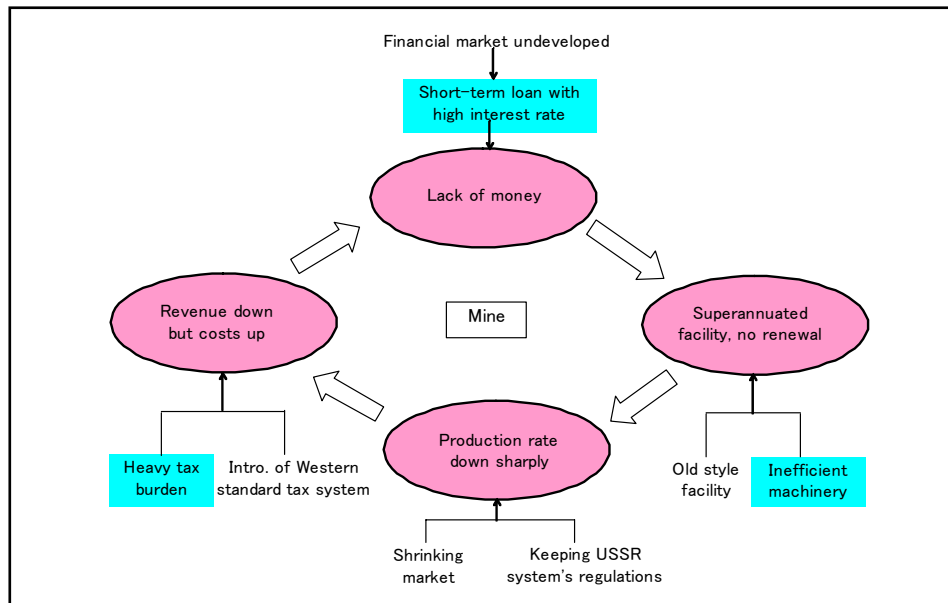 Financial market undeveloped
Short-term loan with
high interest rate
Lack of money
Revenue down
but costs up
Mine
Superannuated
facility, no renewal
Production rate
down sharply
Heavy tax
burden
Intro. of Western
standard tax system
Old style
facility
Inefficient
machinery
Shrinking
market
Keeping USSR
system's regulations